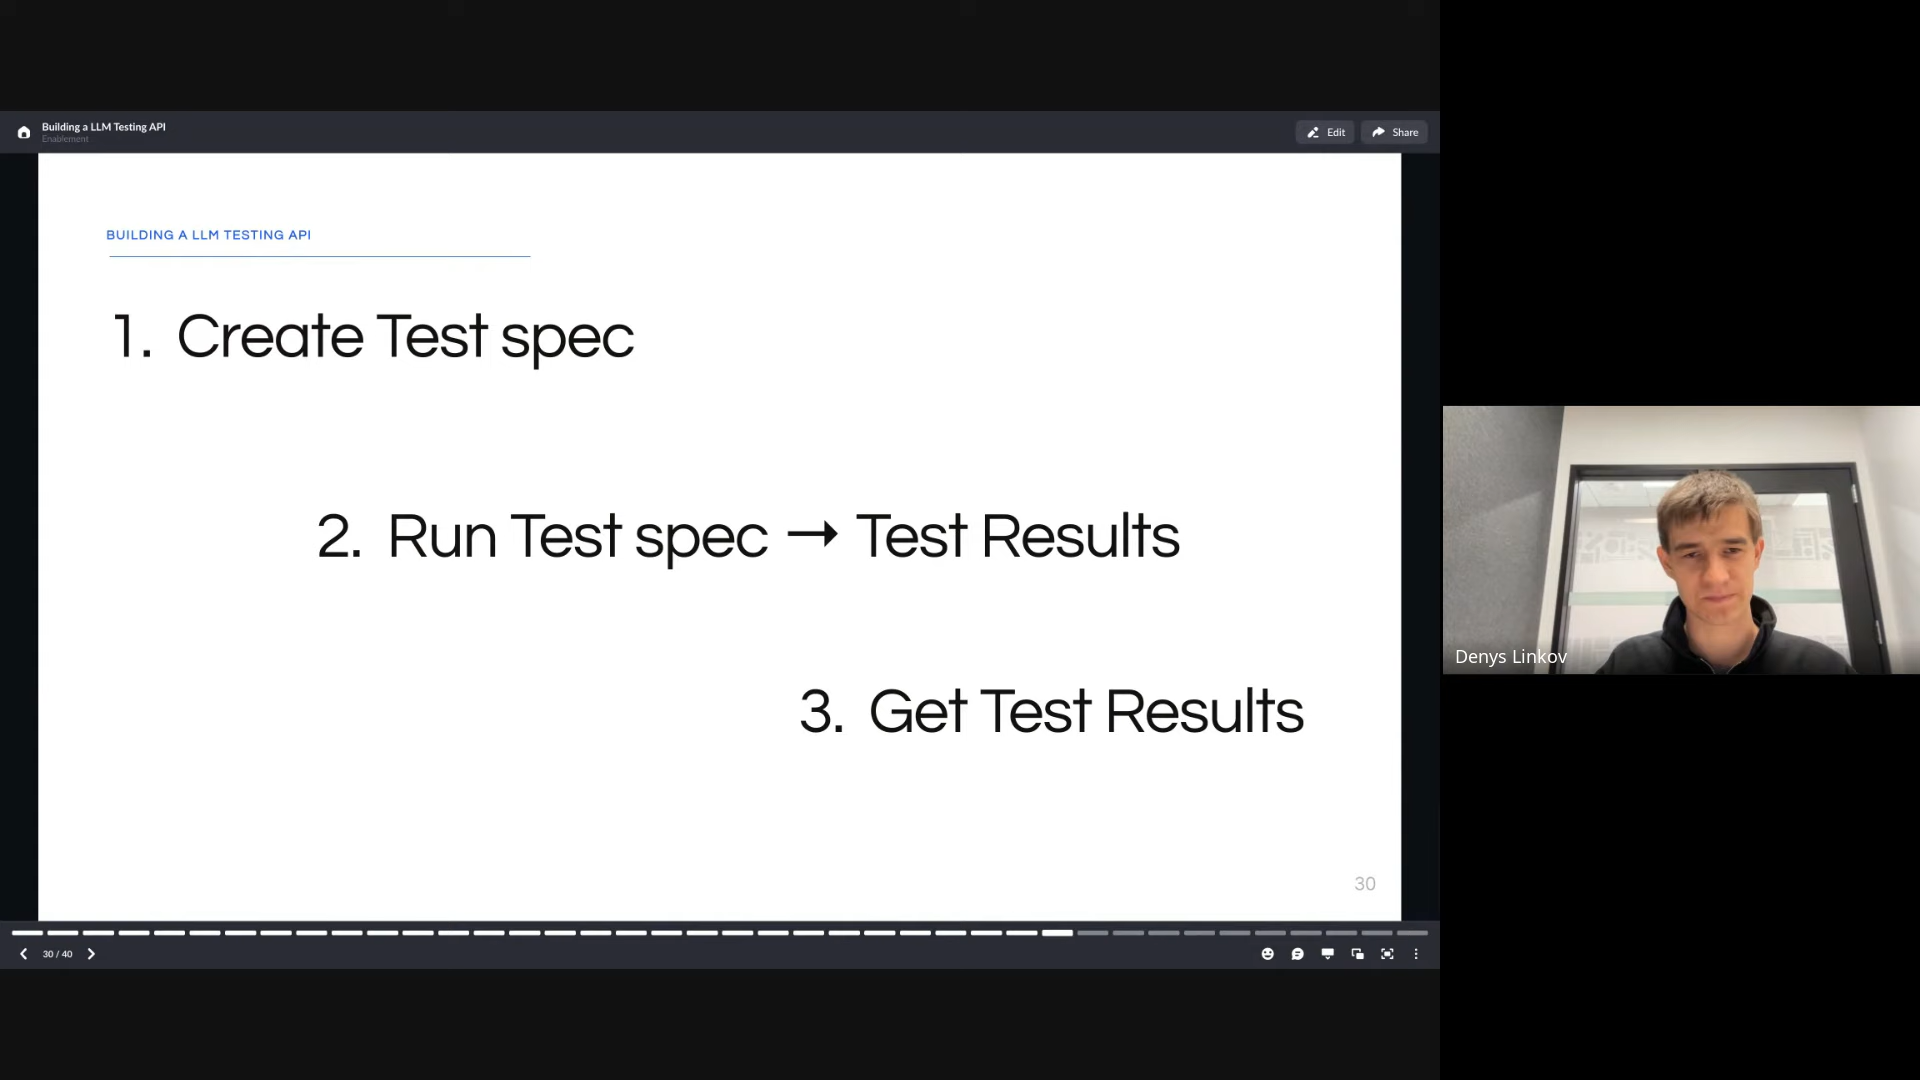 Building a LLM Testing API
Enablement
Edit
Share
BUILDING A LLM TESTING API
1. Create Test spec
2. Run Test spec → Test Results
3. Get Test Results
30
30 / 40
Denys Linkov